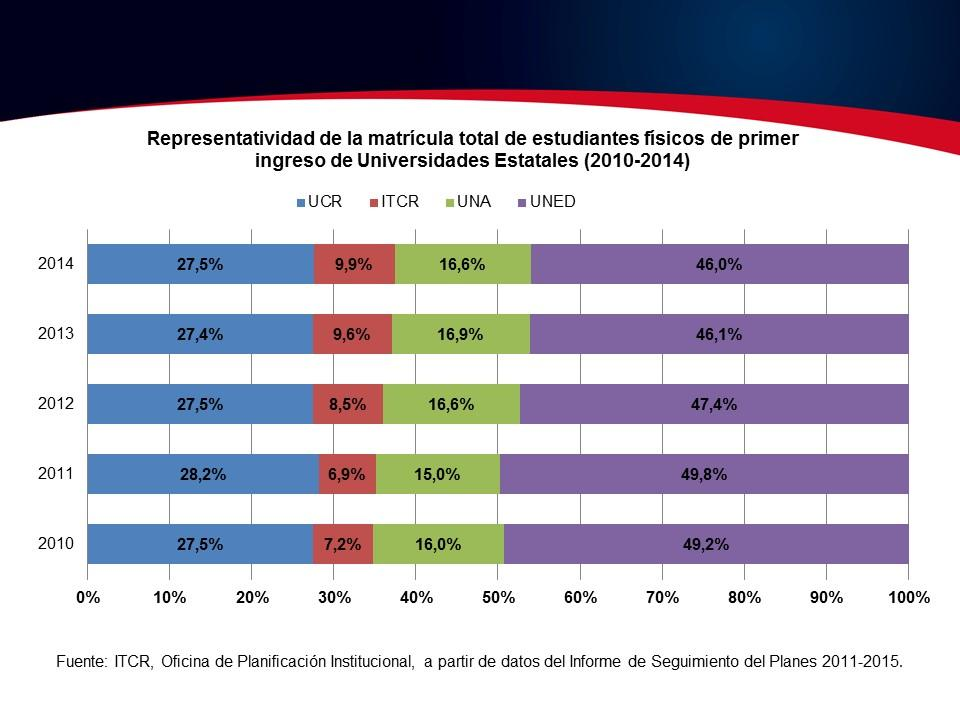 Representatividad de la matrícula total de estudiantes físicos de primer
ingreso de Universidades Estatales (2010-2014)
UCR ITCR UNA UNED
2014 27,5% 9,9% 16,6% 46,0%
2013 27,4% 9,6% 16,9% 46,1%
2012 27,5% 8,5% 16,6% 47,4%
2011 28,2% 6,9% 15,0% 49,8%
2010 27,5% 7,2% 16,0% 49,2%
0% 10% 20% 30% 40% 50% 60% 70% 80% 90% 100%
Fuente: ITCR, Oficina de Planificación Institucional, a partir de datos del Informe de Seguimiento del Planes 2011-2015.